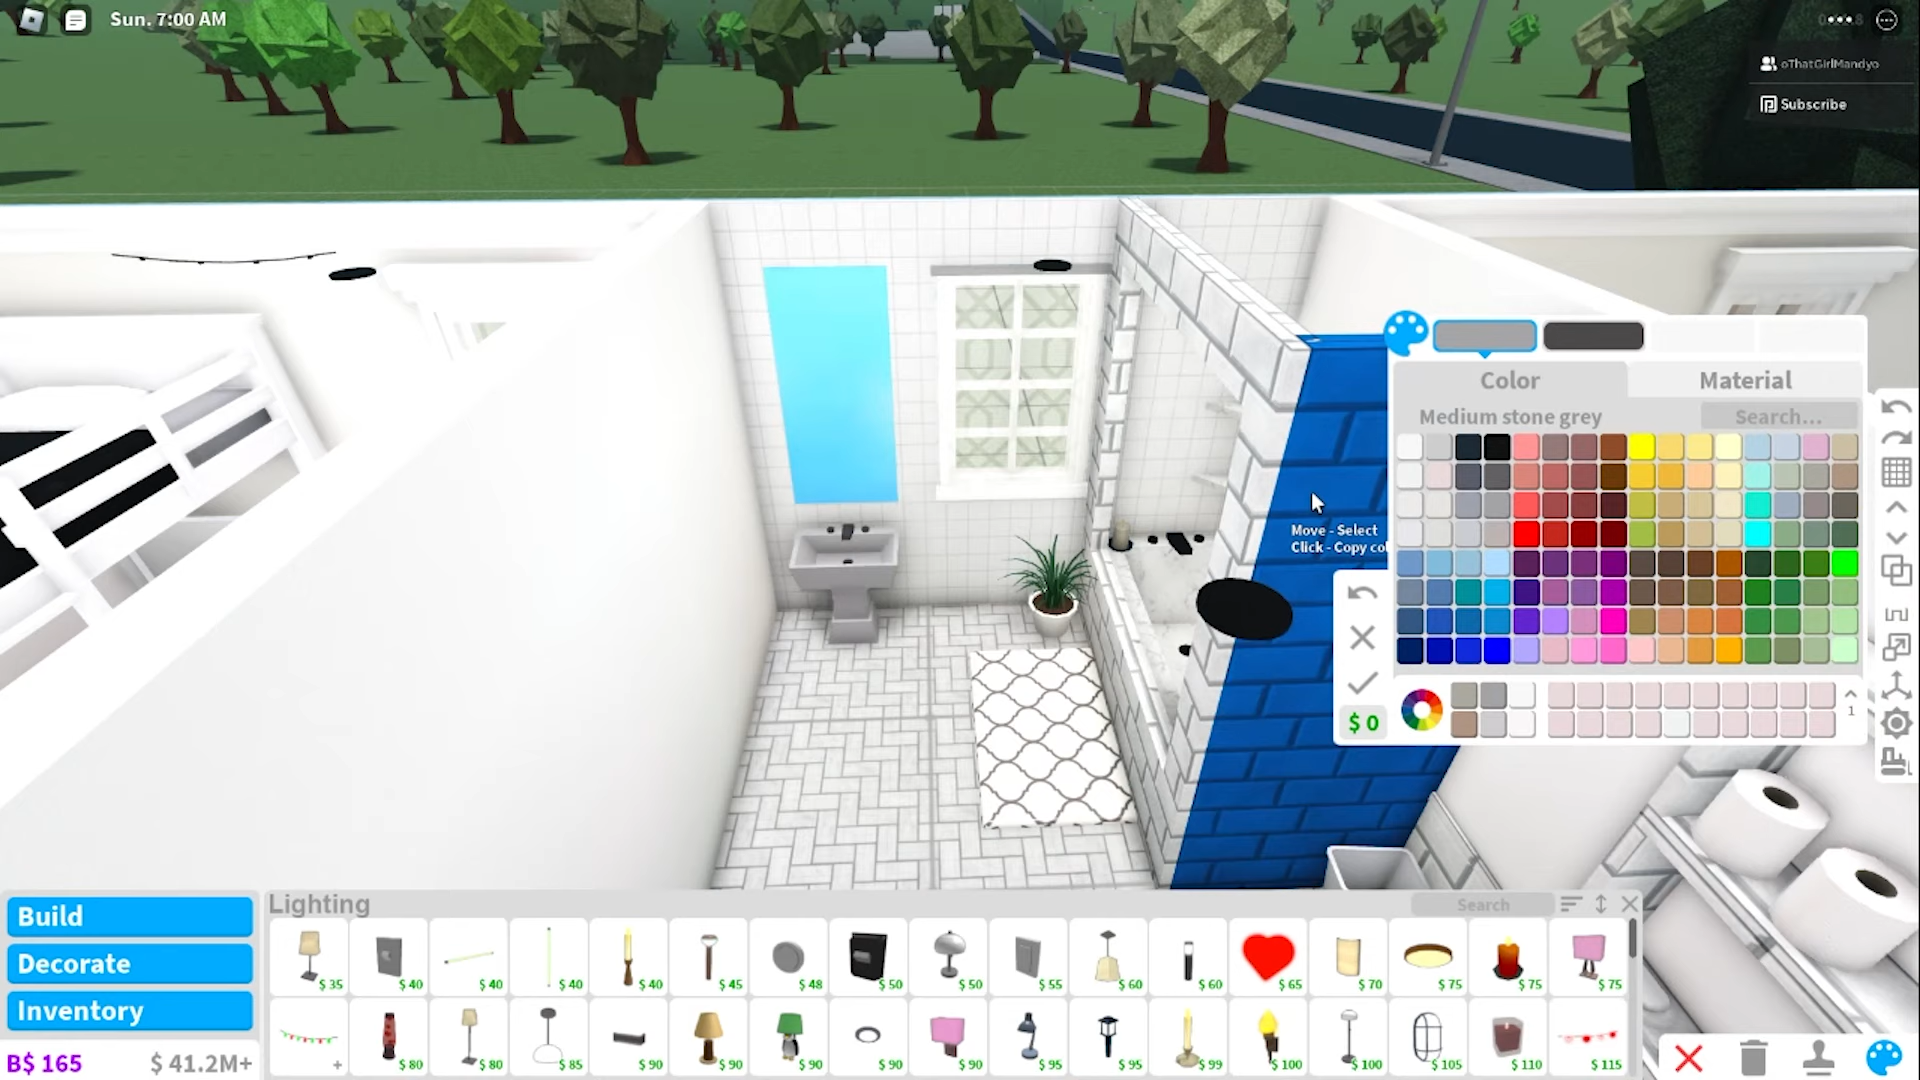 Sun. 7:00 AM
oThatGirlMandyo
Subscribe
Color
Material
Medium stone grey
Search...
Move - Select
Click - Copy col
$ 0
1
Build
Decorate
Inventory
B$ 165
$ 41.2M+
Lighting
Search
$ 35
$ 40
$ 40
$ 40
$ 40
$ 45
$ 48
$ 50
$ 50
$ 55
$ 60
$ 60
$ 65
$ 70
$ 75
$ 75
$ 75
+
$ 80
$ 80
$ 85
$ 90
$ 90
$ 90
$ 90
$ 90
$ 95
$ 95
$ 99
$ 100
$ 100
$ 105
$ 110
$ 115